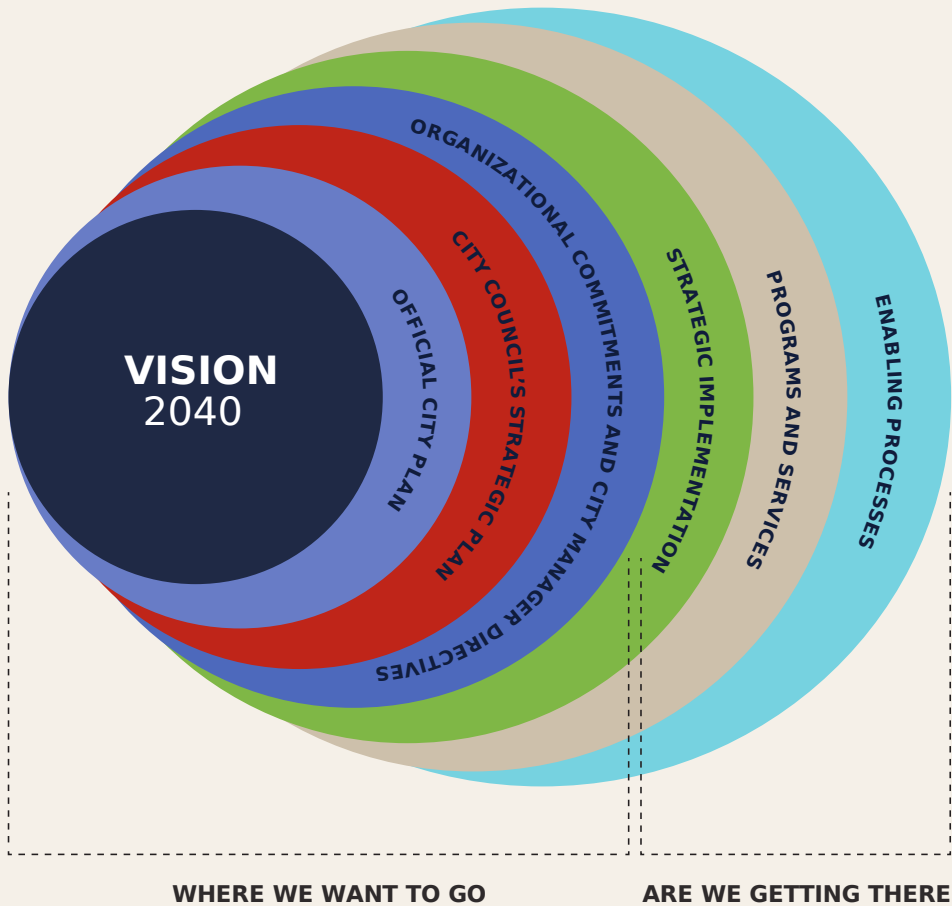 VISION
2040
OFFICIAL CITY PLAN
CITY COUNCIL'S STRATEGIC PLAN
ORGANIZATIONAL COMMITMENTS AND CITY MANAGER DIRECTIVES
STRATEGIC IMPLEMENTATION
PROGRAMS AND SERVICES
ENABLING PROCESSES
WHERE WE WANT TO GO
ARE WE GETTING THERE